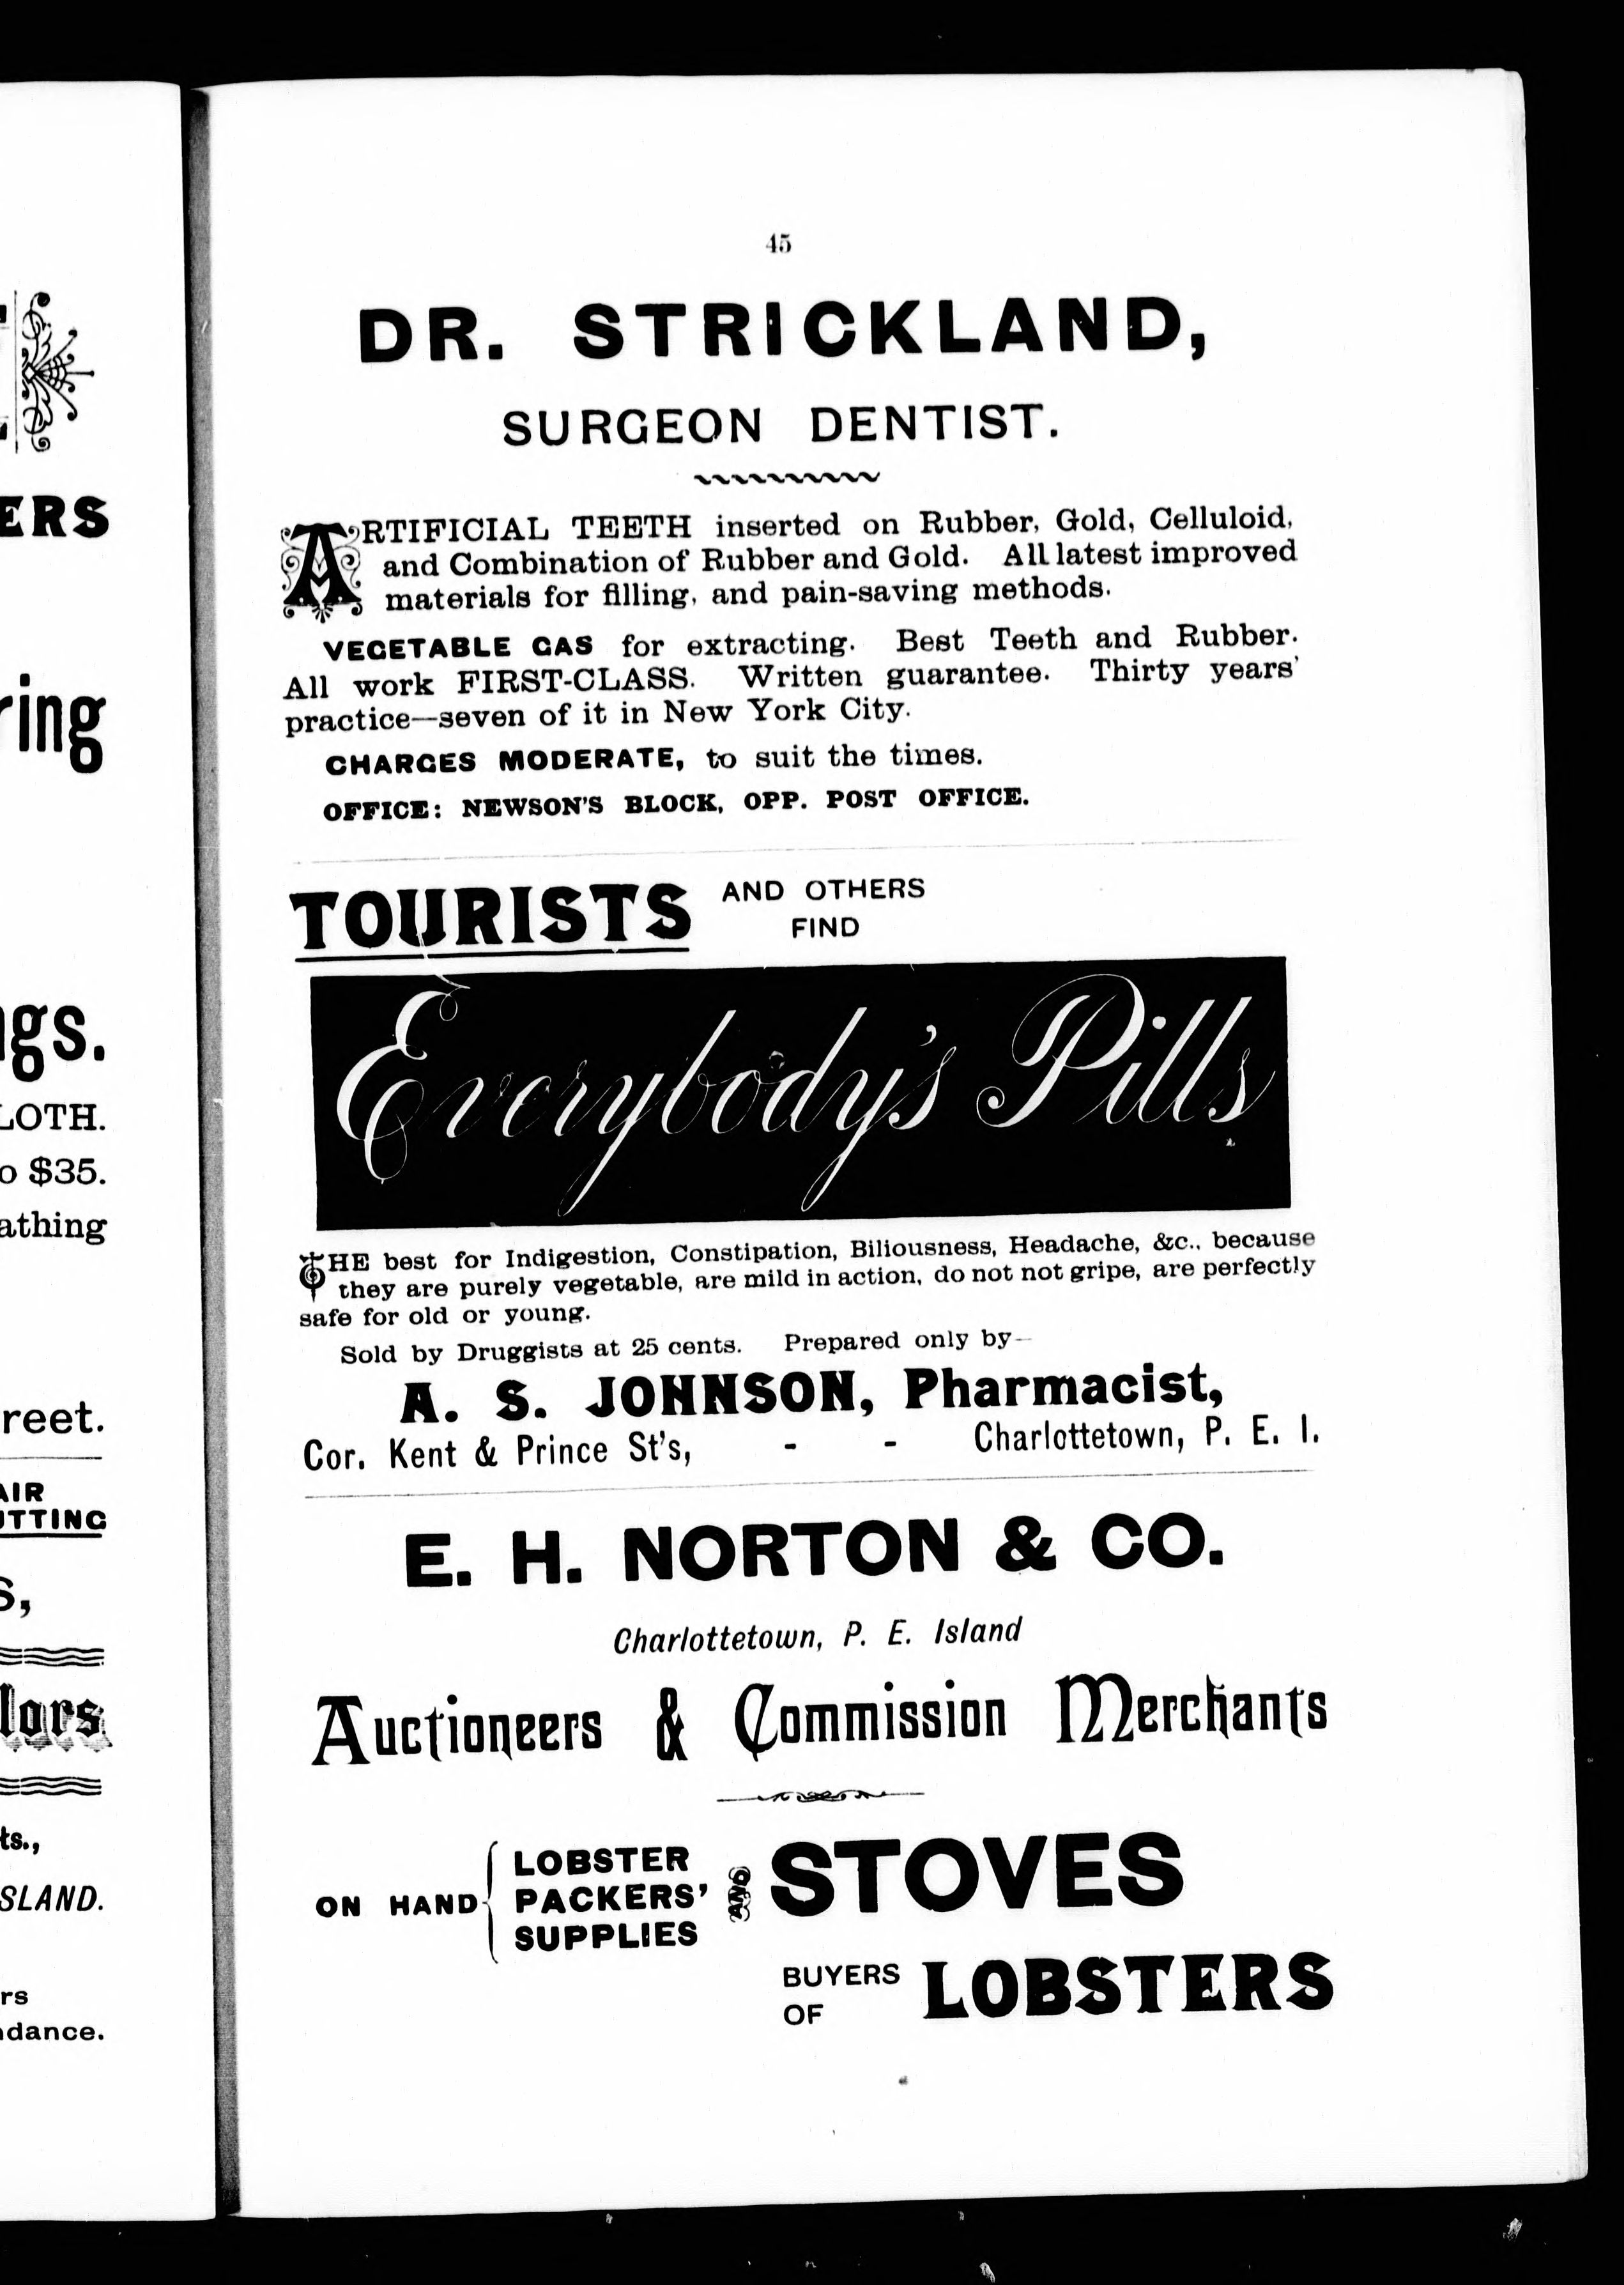 ERS
ring
gs.
LOTH.
o $35.
athing
reet.
AIR
UTTING
S,
lors
ts.,
SLAND.
rs
dance.
45
DR. STRICKLAND,
SURGEON DENTIST.
ARTIFICIAL TEETH inserted on Rubber, Gold, Celluloid,
and Combination of Rubber and Gold. All latest improved
materials for filling, and pain-saving methods.
VEGETABLE GAS for extracting. Best Teeth and Rubber.
All work FIRST-CLASS. Written guarantee. Thirty years'
practice—seven of it in New York City.
CHARGES MODERATE, to suit the times.
OFFICE: NEWSON'S BLOCK, OPP. POST OFFICE.
TOURISTS AND OTHERS
FIND
Everybody's Pills
THE best for Indigestion, Constipation, Biliousness, Headache, &c., because
they are purely vegetable, are mild in action, do not not gripe, are perfectly
safe for old or young.
Sold by Druggists at 25 cents. Prepared only by—
A. S. JOHNSON, Pharmacist,
Cor. Kent & Prince St's, - - Charlottetown, P. E. I.
E. H. NORTON & CO.
Charlottetown, P. E. Island
Auctioneers & Commission Merchants
ON HAND
LOBSTER
PACKERS'
SUPPLIES
AND STOVES
BUYERS
OF LOBSTERS